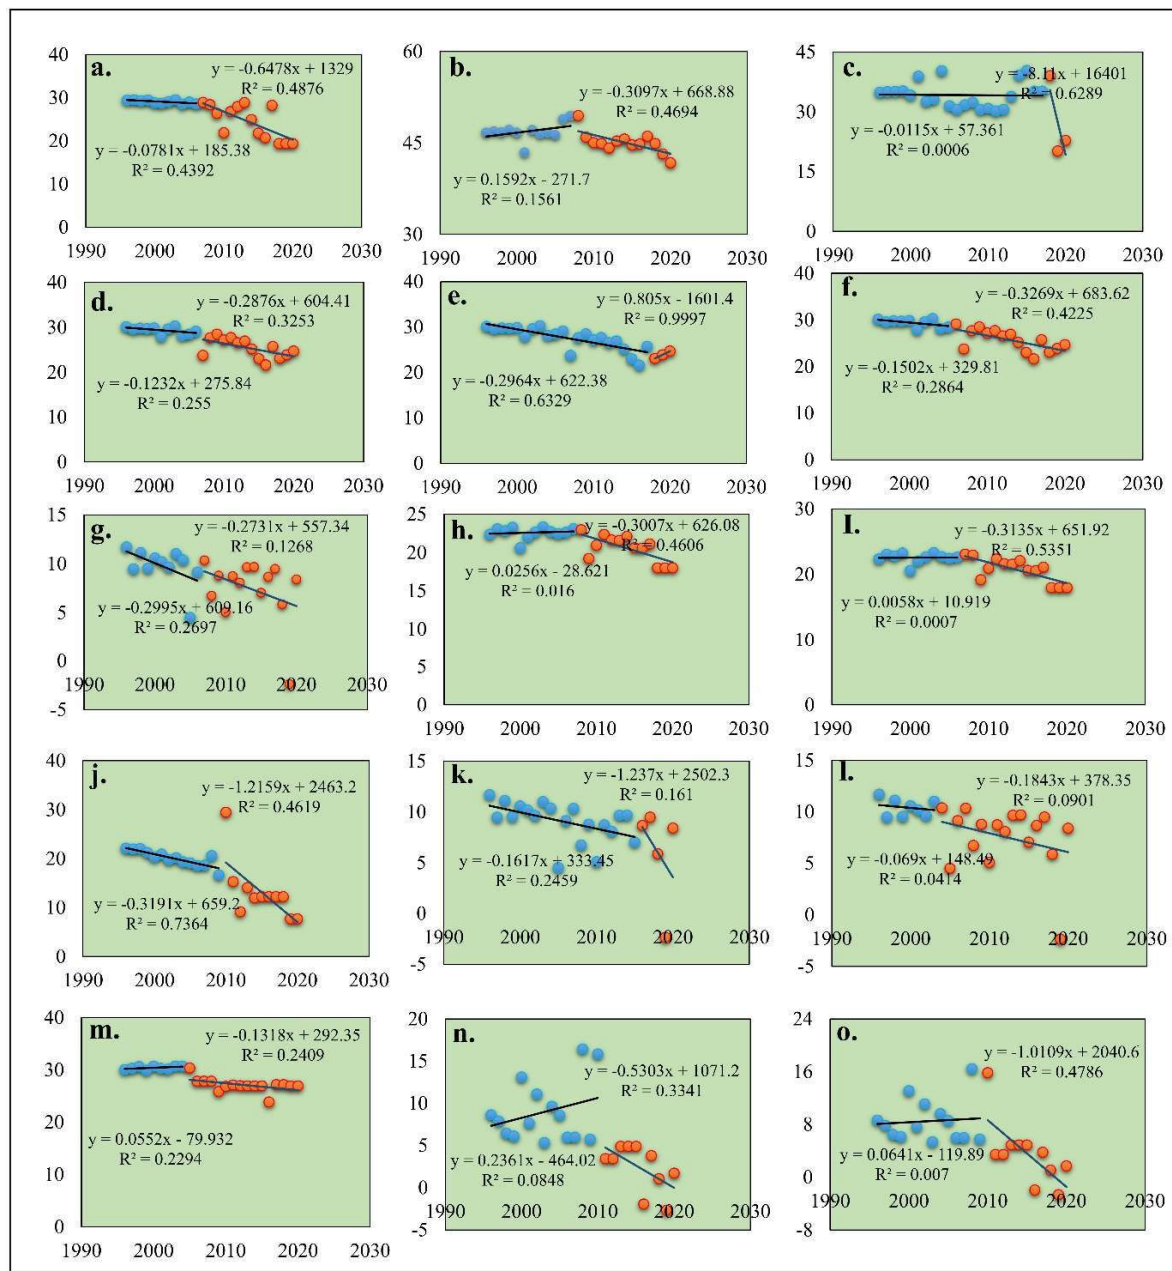 a.
y = -0.6478x + 1329
R² = 0.4876
y = -0.0781x + 185.38
R² = 0.4392
40
30
20
10
0
1990 2000 2010 2020 2030
b.
y = -0.3097x + 668.88
R² = 0.4694
y = 0.1592x - 271.7
R² = 0.1561
60
45
30
1990 2000 2010 2020 2030
c.
y = -8.11x + 16401
R² = 0.6289
y = -0.0115x + 57.361
R² = 0.0006
45
30
15
0
1990 2000 2010 2020 2030
d.
y = -0.2876x + 604.41
R² = 0.3253
y = -0.1232x + 275.84
R² = 0.255
40
30
20
10
0
1990 2000 2010 2020 2030
e.
y = 0.805x - 1601.4
R² = 0.9997
y = -0.2964x + 622.38
R² = 0.6329
40
30
20
10
0
1990 2000 2010 2020 2030
f.
y = -0.3269x + 683.62
R² = 0.4225
y = -0.1502x + 329.81
R² = 0.2864
40
30
20
10
0
1990 2000 2010 2020 2030
g.
y = -0.2731x + 557.34
R² = 0.1268
y = -0.2995x + 609.16
R² = 0.2697
15
10
5
0
-5
1990 2000 2010 2020 2030
h.
y = -0.3007x + 626.08
R² = 0.4606
y = 0.0256x - 28.621
R² = 0.016
25
20
15
10
5
0
1990 2000 2010 2020 2030
I.
y = -0.3135x + 651.92
R² = 0.5351
y = 0.0058x + 10.919
R² = 0.0007
30
20
10
0
1990 2000 2010 2020 2030
j.
y = -1.2159x + 2463.2
R² = 0.4619
y = -0.3191x + 659.2
R² = 0.7364
40
30
20
10
0
1990 2000 2010 2020 2030
k.
y = -1.237x + 2502.3
R² = 0.161
y = -0.1617x + 333.45
R² = 0.2459
15
10
5
0
-5
1990 2000 2010 2020 2030
l.
y = -0.1843x + 378.35
R² = 0.0901
y = -0.069x + 148.49
R² = 0.0414
15
10
5
0
-5
1990 2000 2010 2020 2030
m.
y = -0.1318x + 292.35
R² = 0.2409
y = 0.0552x - 79.932
R² = 0.2294
40
30
20
10
0
1990 2000 2010 2020 2030
n.
y = -0.5303x + 1071.2
R² = 0.3341
y = 0.2361x - 464.02
R² = 0.0848
20
15
10
5
0
-5
1990 2000 2010 2020 2030
o.
y = -1.0109x + 2040.6
R² = 0.4786
y = 0.0641x - 119.89
R² = 0.007
24
16
8
0
-8
1990 2000 2010 2020 2030